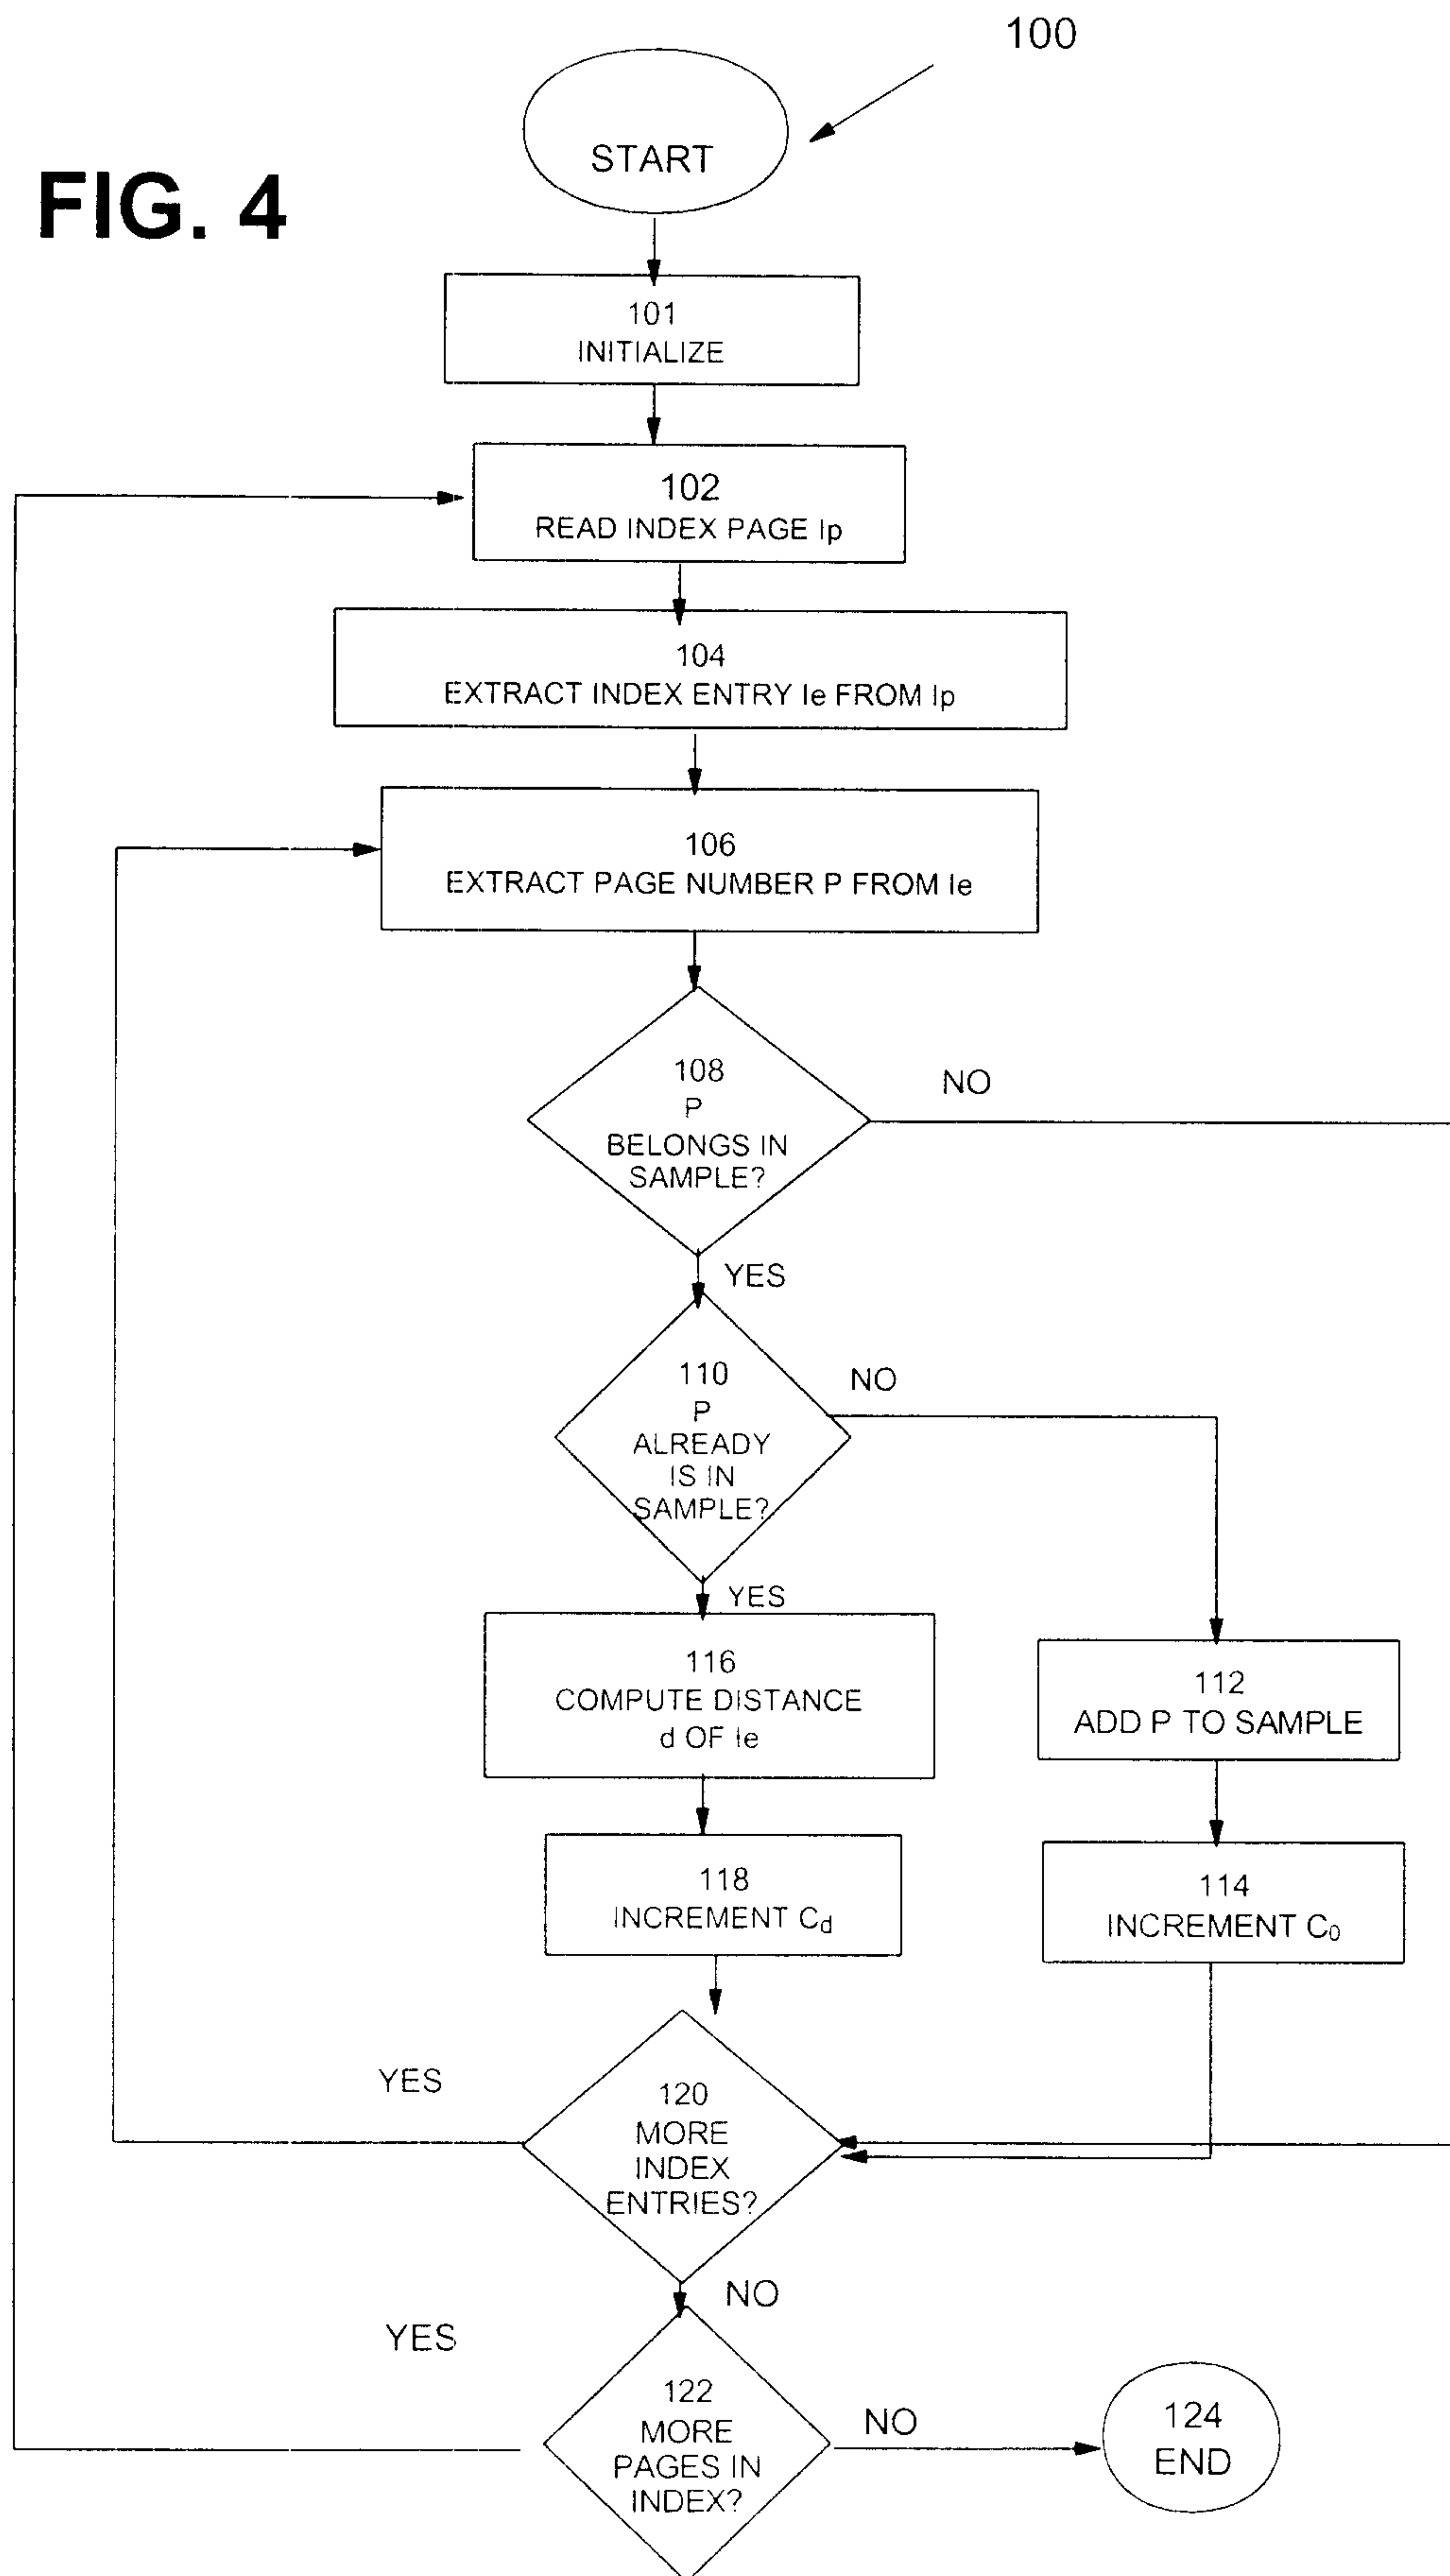 100
START
FIG. 4
101
INITIALIZE
102
READ INDEX PAGE Ip
104
EXTRACT INDEX ENTRY Ie FROM Ip
106
EXTRACT PAGE NUMBER P FROM Ie
108
P
BELONGS IN
SAMPLE?
NO
YES
110
P
ALREADY
IS IN
SAMPLE?
NO
YES
116
COMPUTE DISTANCE
d OF Ie
112
ADD P TO SAMPLE
118
INCREMENT Cd
114
INCREMENT C0
YES
120
MORE
INDEX
ENTRIES?
NO
YES
122
MORE
PAGES IN
INDEX?
NO
124
END